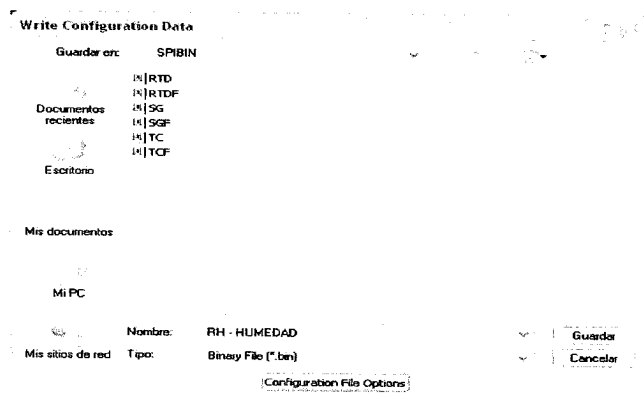 Write Configuration Data
Guardar en: SPIBIN
RTD
RTDF
SG
SGF
TC
TCF
Documentos
recientes
Escritorio
Mis documentos
Mi PC
Mis sitios de red
Nombre: RH - HUMEDAD
Guardar
Tipo: Binary File (*.bin)
Cancelar
Configuration File Options